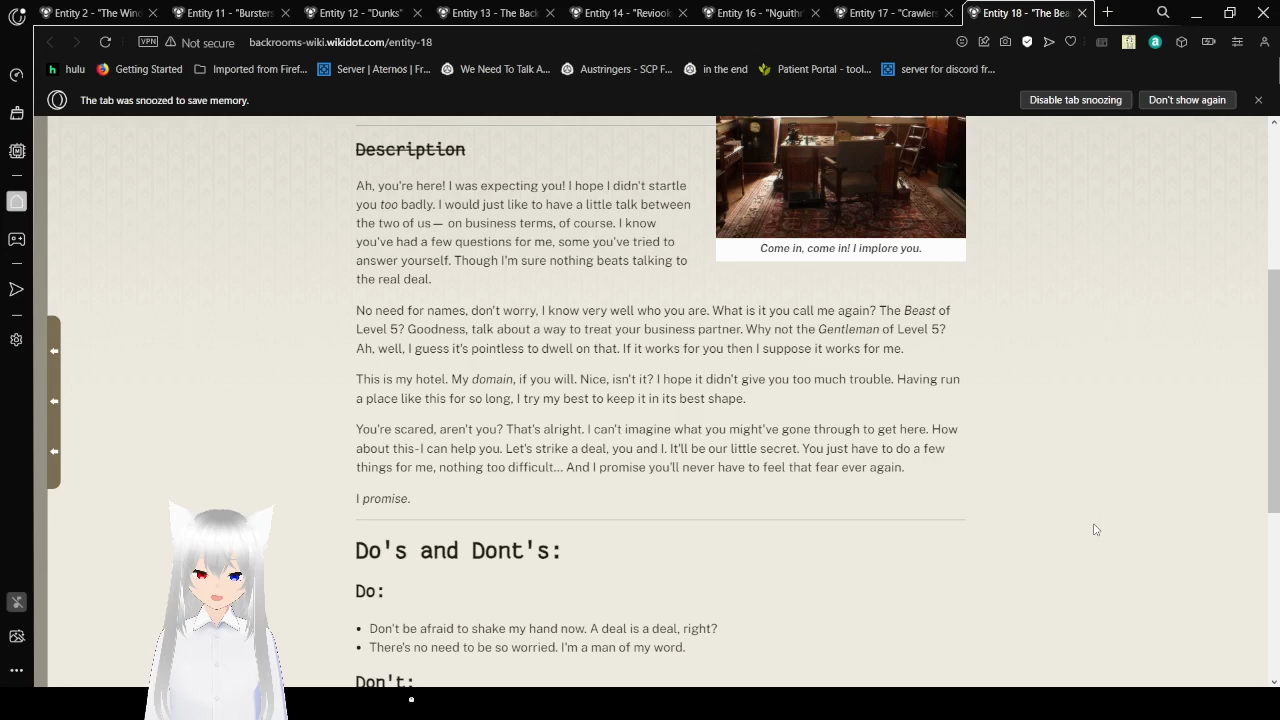 Entity 2 - "The Wind
Entity 11 - "Bursters
Entity 12 - "Dunks"
Entity 13 - The Back
Entity 14 - "Reviook
Entity 16 - "Nguithr
Entity 17 - "Crawlers
Entity 18 - "The Bea
VPN
Not secure
backrooms-wiki.wikidot.com/entity-18
hulu
Getting Started
Imported from Firef...
Server | Aternos | Fr...
We Need To Talk A...
Austringers - SCP F...
in the end
Patient Portal - tool...
server for discord fr...
The tab was snoozed to save memory.
Disable tab snoozing
Don't show again
Description
Ah, you're here! I was expecting you! I hope I didn't startle
you too badly. I would just like to have a little talk between
the two of us— on business terms, of course. I know
you've had a few questions for me, some you've tried to
answer yourself. Though I'm sure nothing beats talking to
the real deal.
Come in, come in! I implore you.
No need for names, don't worry, I know very well who you are. What is it you call me again? The Beast of
Level 5? Goodness, talk about a way to treat your business partner. Why not the Gentleman of Level 5?
Ah, well, I guess it's pointless to dwell on that. If it works for you then I suppose it works for me.
This is my hotel. My domain, if you will. Nice, isn't it? I hope it didn't give you too much trouble. Having run
a place like this for so long, I try my best to keep it in its best shape.
You're scared, aren't you? That's alright. I can't imagine what you might've gone through to get here. How
about this- I can help you. Let's strike a deal, you and I. It'll be our little secret. You just have to do a few
things for me, nothing too difficult... And I promise you'll never have to feel that fear ever again.
I promise.
Do's and Dont's:
Do:
• Don't be afraid to shake my hand now. A deal is a deal, right?
• There's no need to be so worried. I'm a man of my word.
Don't: